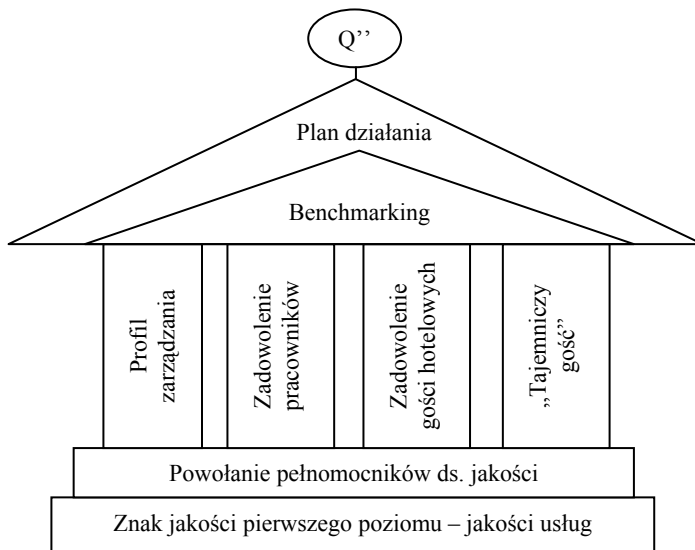 Q’’
Plan działania
Benchmarking
Profil
zarządzania
Zadowolenie
pracowników
Zadowolenie
gości hotelowych
„Tajemniczy
gość”
Powołanie pełnomocników ds. jakości
Znak jakości pierwszego poziomu – jakości usług